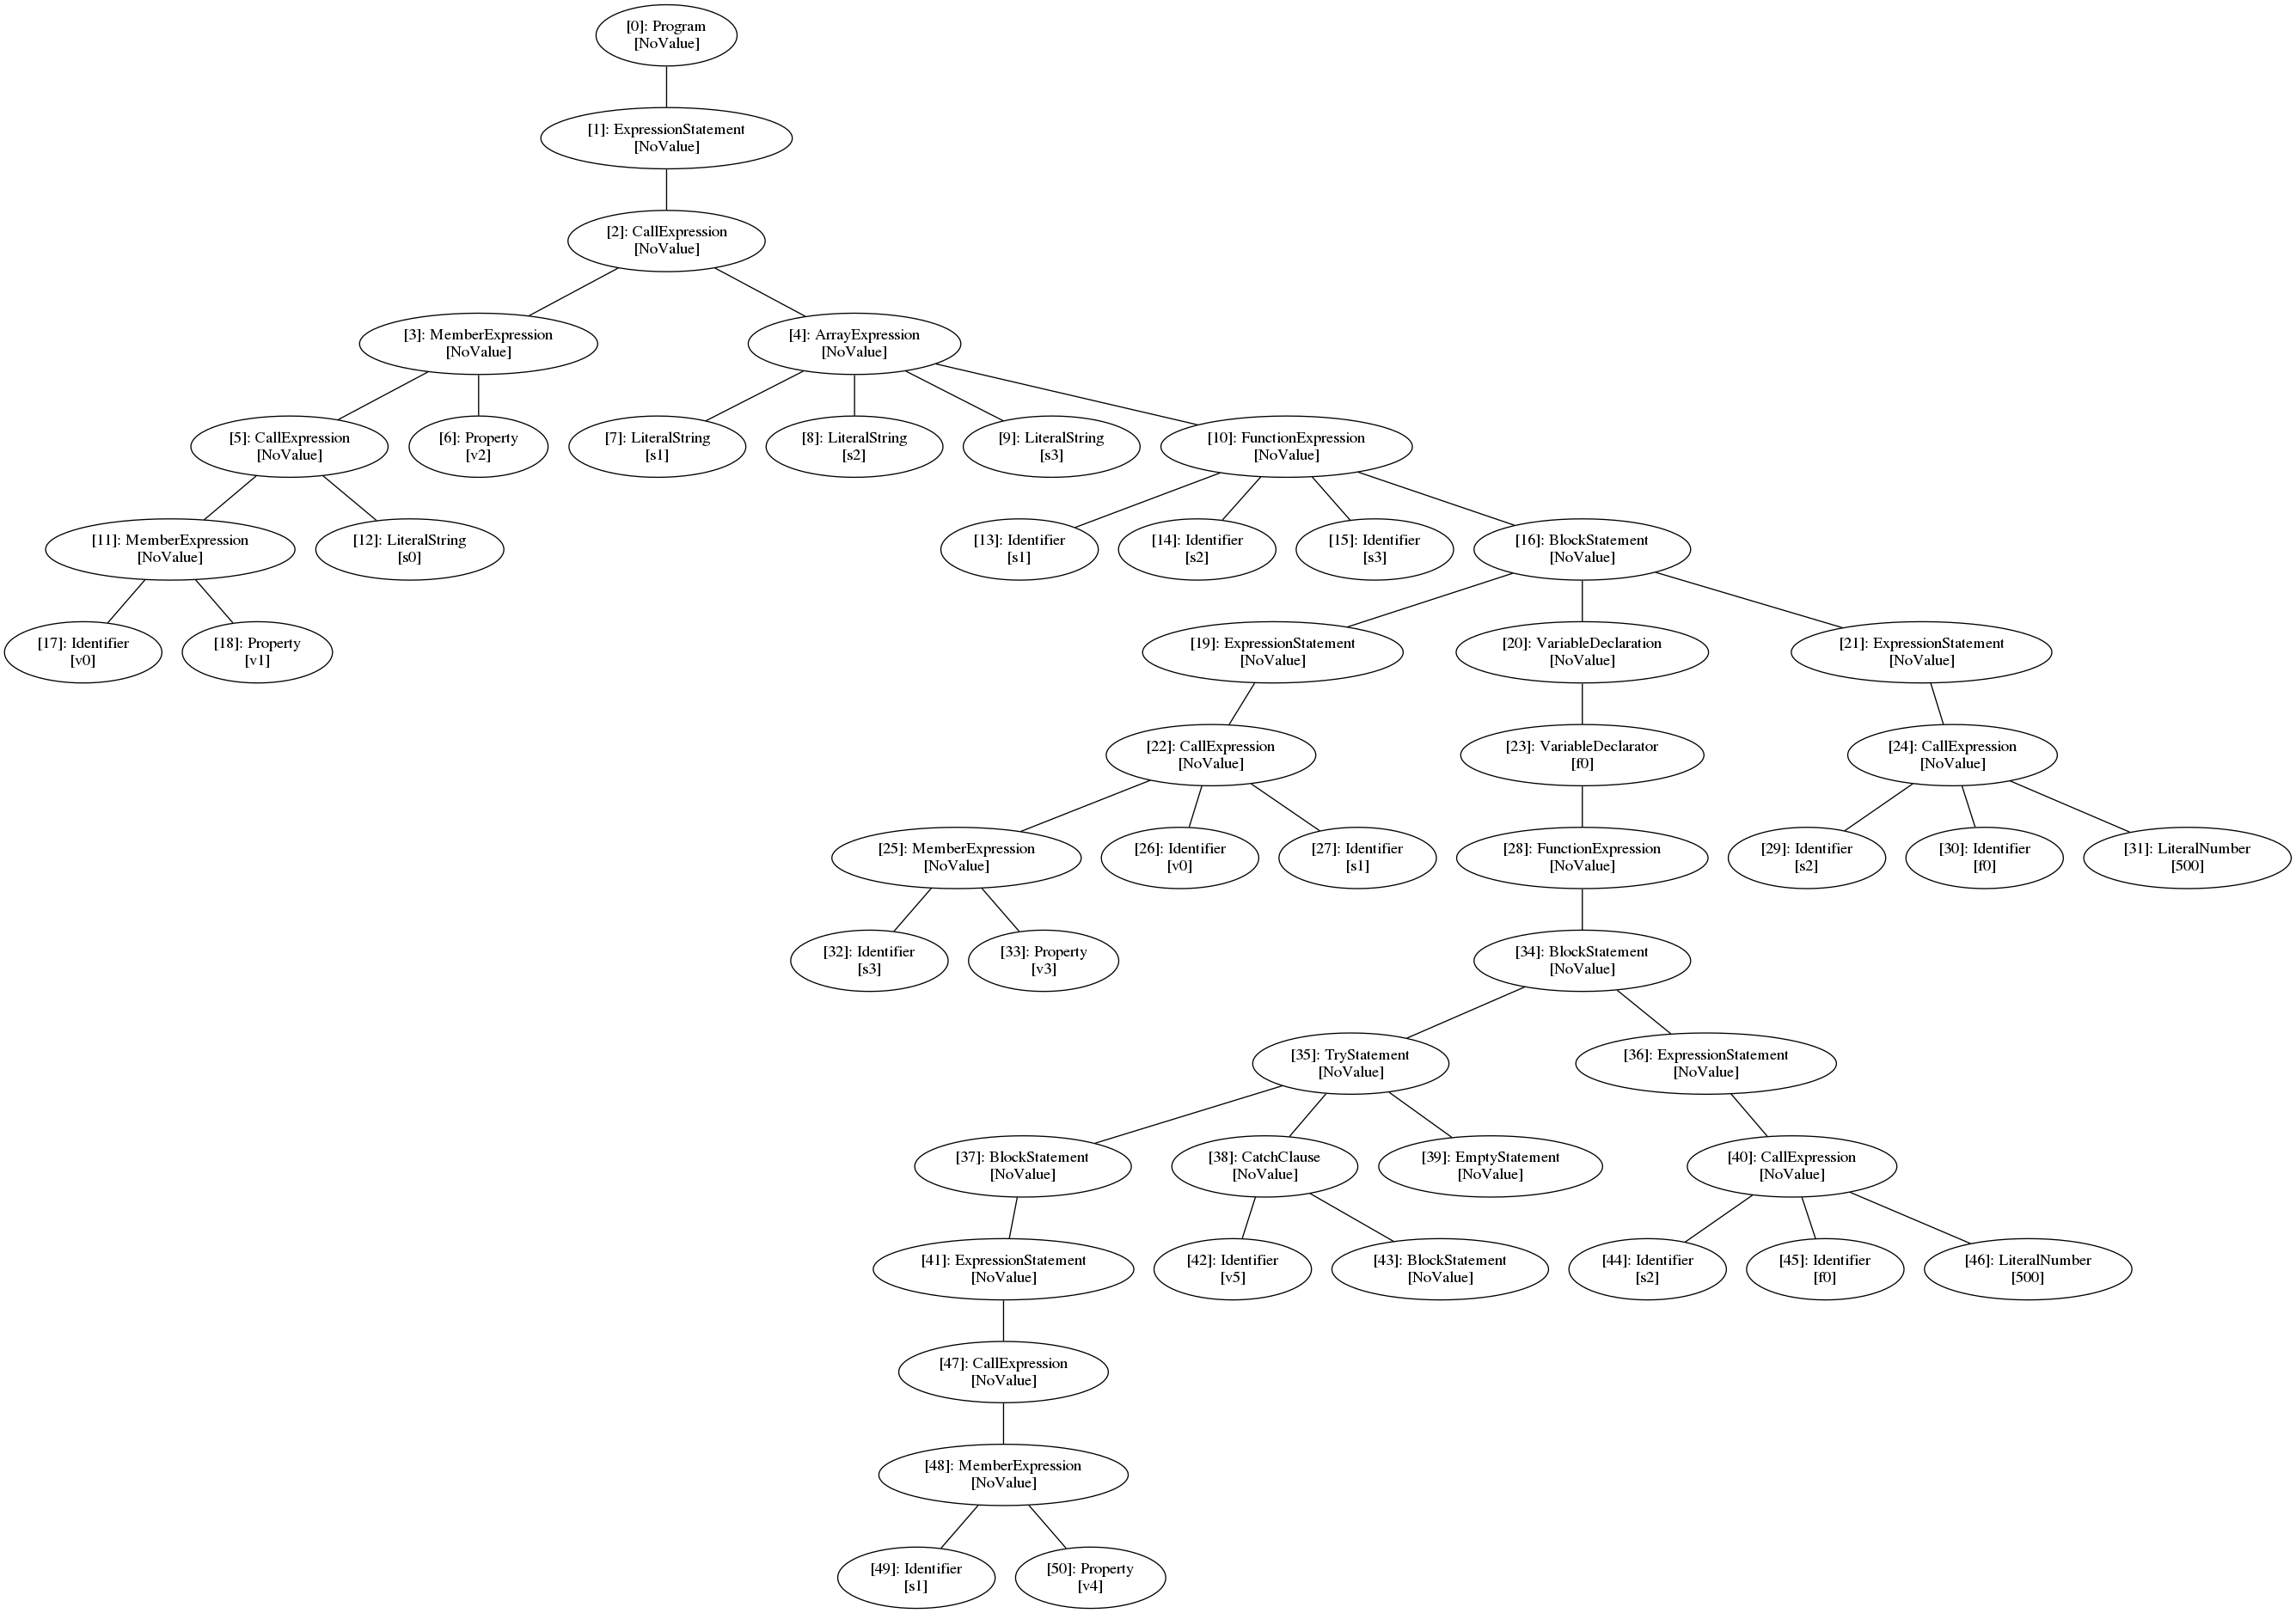 [0]: Program
[NoValue]
[1]: ExpressionStatement
[NoValue]
[2]: CallExpression
[NoValue]
[3]: MemberExpression
[NoValue]
[4]: ArrayExpression
[NoValue]
[5]: CallExpression
[NoValue]
[6]: Property
[v2]
[7]: LiteralString
[s1]
[8]: LiteralString
[s2]
[9]: LiteralString
[s3]
[10]: FunctionExpression
[NoValue]
[11]: MemberExpression
[NoValue]
[12]: LiteralString
[s0]
[13]: Identifier
[s1]
[14]: Identifier
[s2]
[15]: Identifier
[s3]
[16]: BlockStatement
[NoValue]
[17]: Identifier
[v0]
[18]: Property
[v1]
[19]: ExpressionStatement
[NoValue]
[20]: VariableDeclaration
[NoValue]
[21]: ExpressionStatement
[NoValue]
[22]: CallExpression
[NoValue]
[23]: VariableDeclarator
[f0]
[24]: CallExpression
[NoValue]
[25]: MemberExpression
[NoValue]
[26]: Identifier
[v0]
[27]: Identifier
[s1]
[28]: FunctionExpression
[NoValue]
[29]: Identifier
[s2]
[30]: Identifier
[f0]
[31]: LiteralNumber
[500]
[32]: Identifier
[s3]
[33]: Property
[v3]
[34]: BlockStatement
[NoValue]
[35]: TryStatement
[NoValue]
[36]: ExpressionStatement
[NoValue]
[37]: BlockStatement
[NoValue]
[38]: CatchClause
[NoValue]
[39]: EmptyStatement
[NoValue]
[40]: CallExpression
[NoValue]
[41]: ExpressionStatement
[NoValue]
[42]: Identifier
[v5]
[43]: BlockStatement
[NoValue]
[44]: Identifier
[s2]
[45]: Identifier
[f0]
[46]: LiteralNumber
[500]
[47]: CallExpression
[NoValue]
[48]: MemberExpression
[NoValue]
[49]: Identifier
[s1]
[50]: Property
[v4]